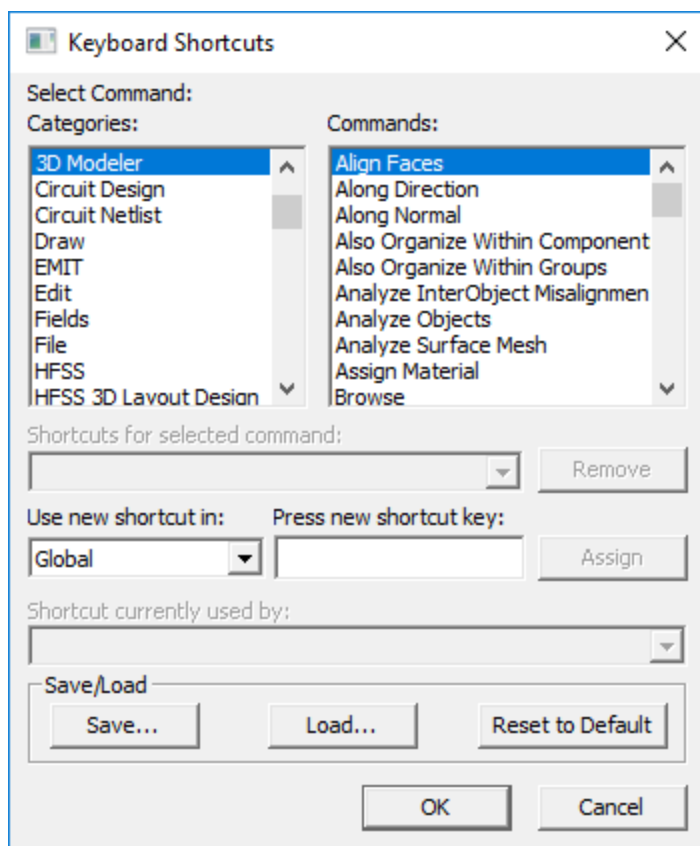 Keyboard Shortcuts
Select Command:
Categories:
Commands:
3D Modeler
Circuit Design
Circuit Netlist
Draw
EMIT
Edit
Fields
File
HFSS
HFSS 3D Layout Design
Align Faces
Along Direction
Along Normal
Also Organize Within Component
Also Organize Within Groups
Analyze InterObject Misalignmen
Analyze Objects
Analyze Surface Mesh
Assign Material
Browse
Shortcuts for selected command:
Remove
Use new shortcut in:
Press new shortcut key:
Global
Assign
Shortcut currently used by:
Save/Load
Save...
Load...
Reset to Default
OK
Cancel